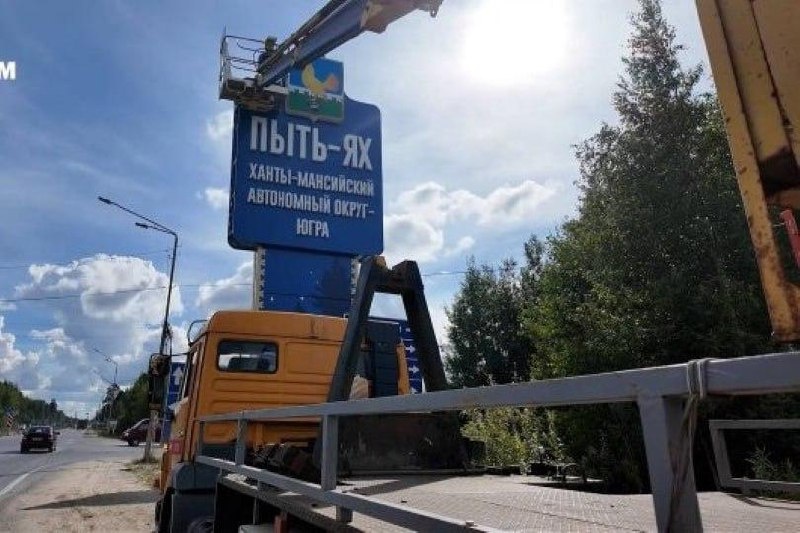 М
ПЫТЬ-ЯХ
ХАНТЫ-МАНСИЙСКИЙ
АВТОНОМНЫЙ ОКРУГ-
ЮГРА